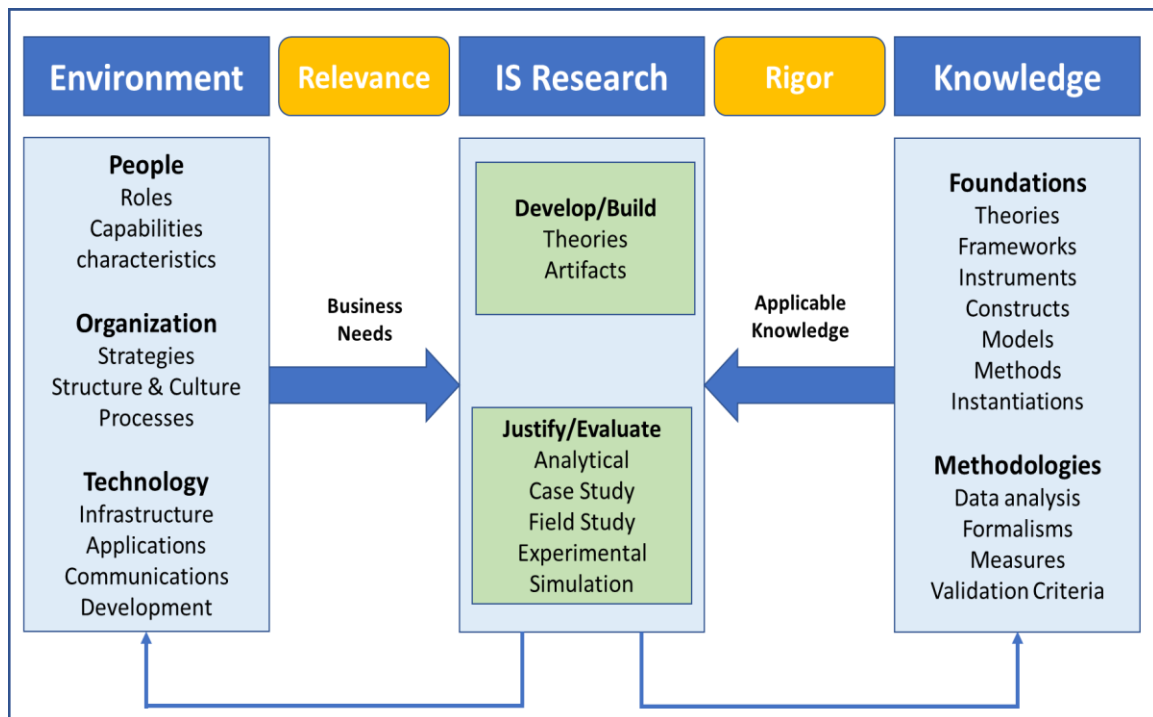 Environment
Relevance
IS Research
Rigor
Knowledge
People
Roles
Capabilities
characteristics
Organization
Strategies
Structure & Culture
Processes
Technology
Infrastructure
Applications
Communications
Development
Business
Needs
Develop/Build
Theories
Artifacts
Justify/Evaluate
Analytical
Case Study
Field Study
Experimental
Simulation
Applicable
Knowledge
Foundations
Theories
Frameworks
Instruments
Constructs
Models
Methods
Instantiations
Methodologies
Data analysis
Formalisms
Measures
Validation Criteria